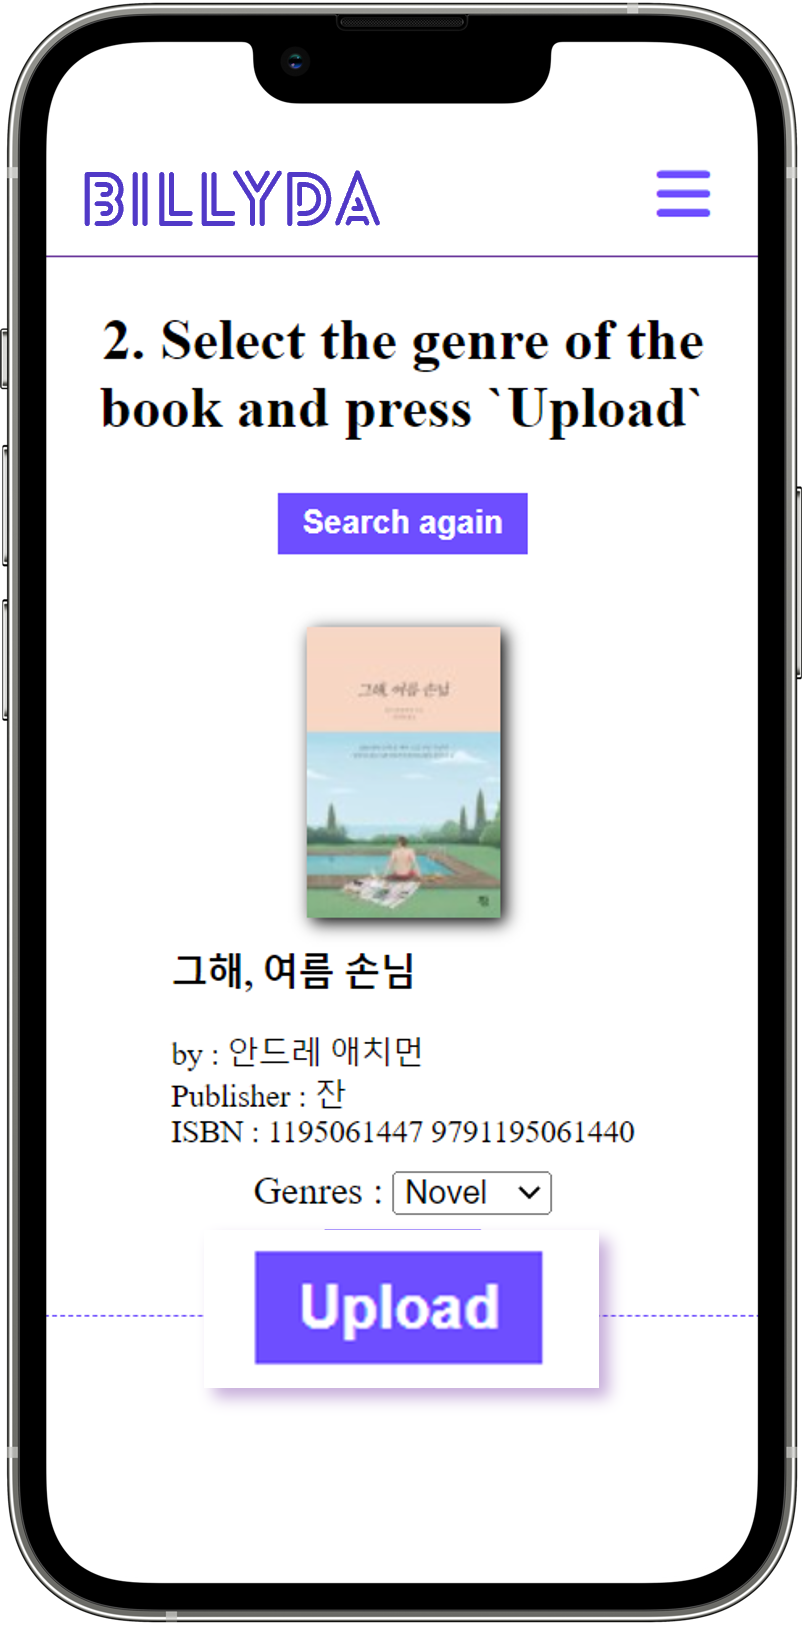 BILLYDA
2. Select the genre of the
book and press `Upload`
Search again
그해, 여름 손님
그해, 여름 손님
by : 안드레 애치먼
Publisher : 잔
ISBN : 1195061447 9791195061440
Genres : Novel
Upload